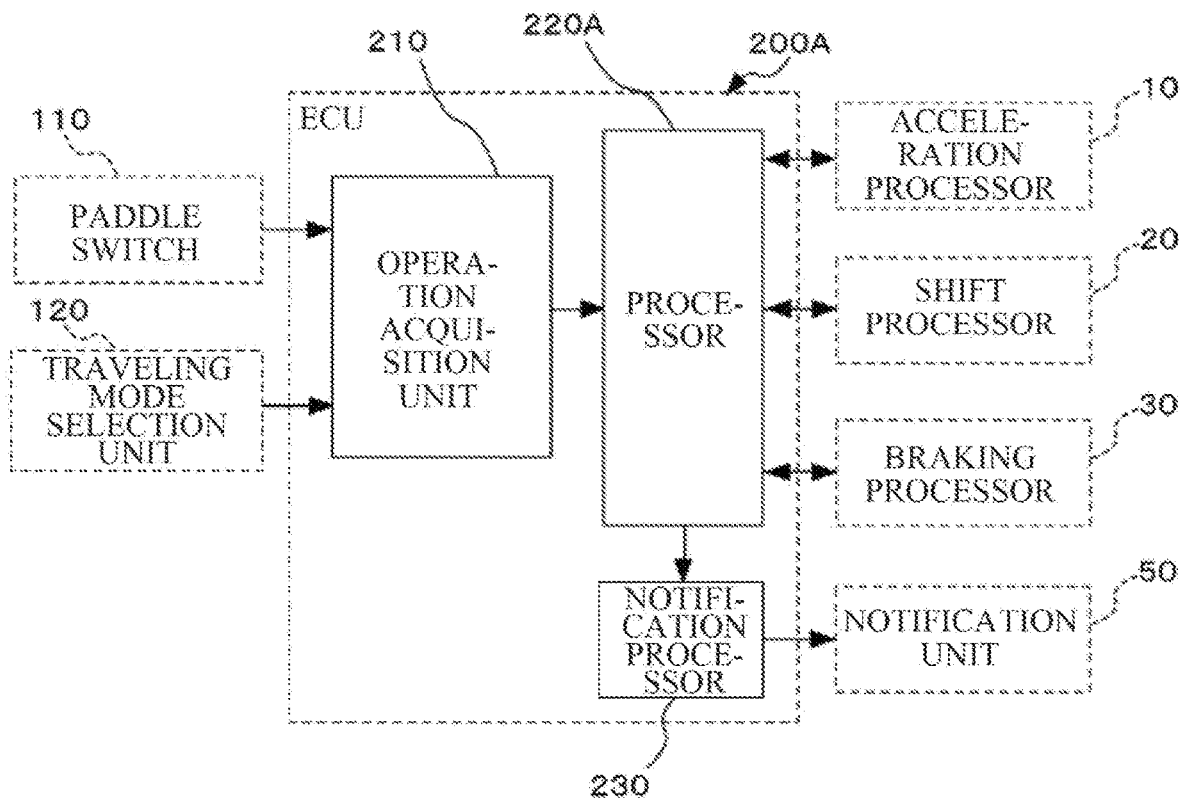 220A
210
200A
10
110
ECU
ACCELE-
RATION
PROCESSOR
PADDLE
SWITCH
20
OPERA-
TION
ACQUI-
SITION
UNIT
PROCE-
SSOR
SHIFT
PROCESSOR
120
TRAVELING
MODE
SELECTION
UNIT
30
BRAKING
PROCESSOR
50
NOTIFI-
CATION
PROCE-
SSOR
NOTIFICATION
UNIT
230